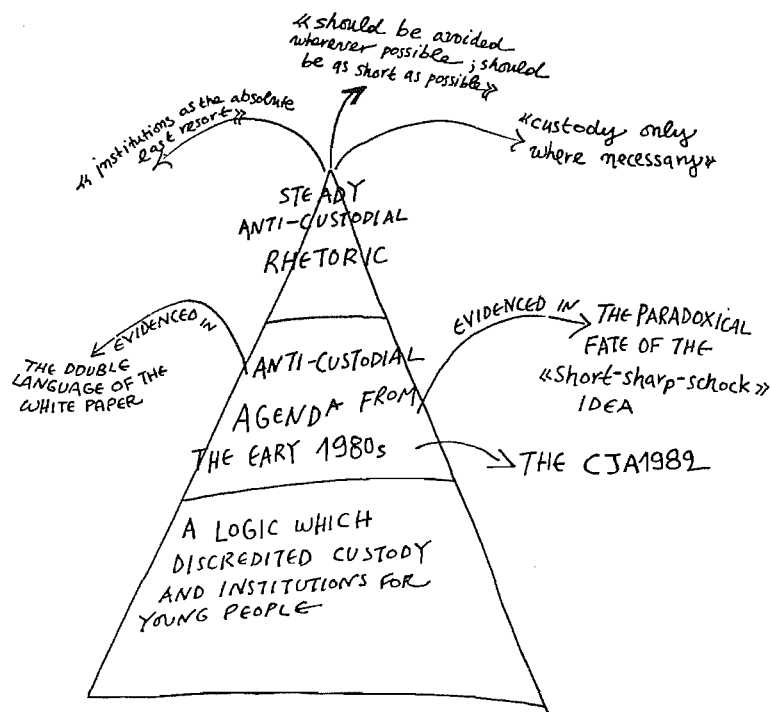 «should be avoided
wherever possible ; should
be as short as possible»
« institutions as the absolute
last resort»
«custody only
where necessary»
STEADY
ANTI-CUSTODIAL
RHETORIC
EVIDENCED IN
THE DOUBLE
LANGUAGE OF THE
WHITE PAPER
ANTI-CUSTODIAL
AGENDA FROM
THE EARY 1980s
EVIDENCED IN
THE PARADOXICAL
FATE OF THE
«Short-sharp-schock»
IDEA
THE CJA1982
A LOGIC WHICH
DISCREDITED CUSTODY
AND INSTITUTIONS FOR
YOUNG PEOPLE